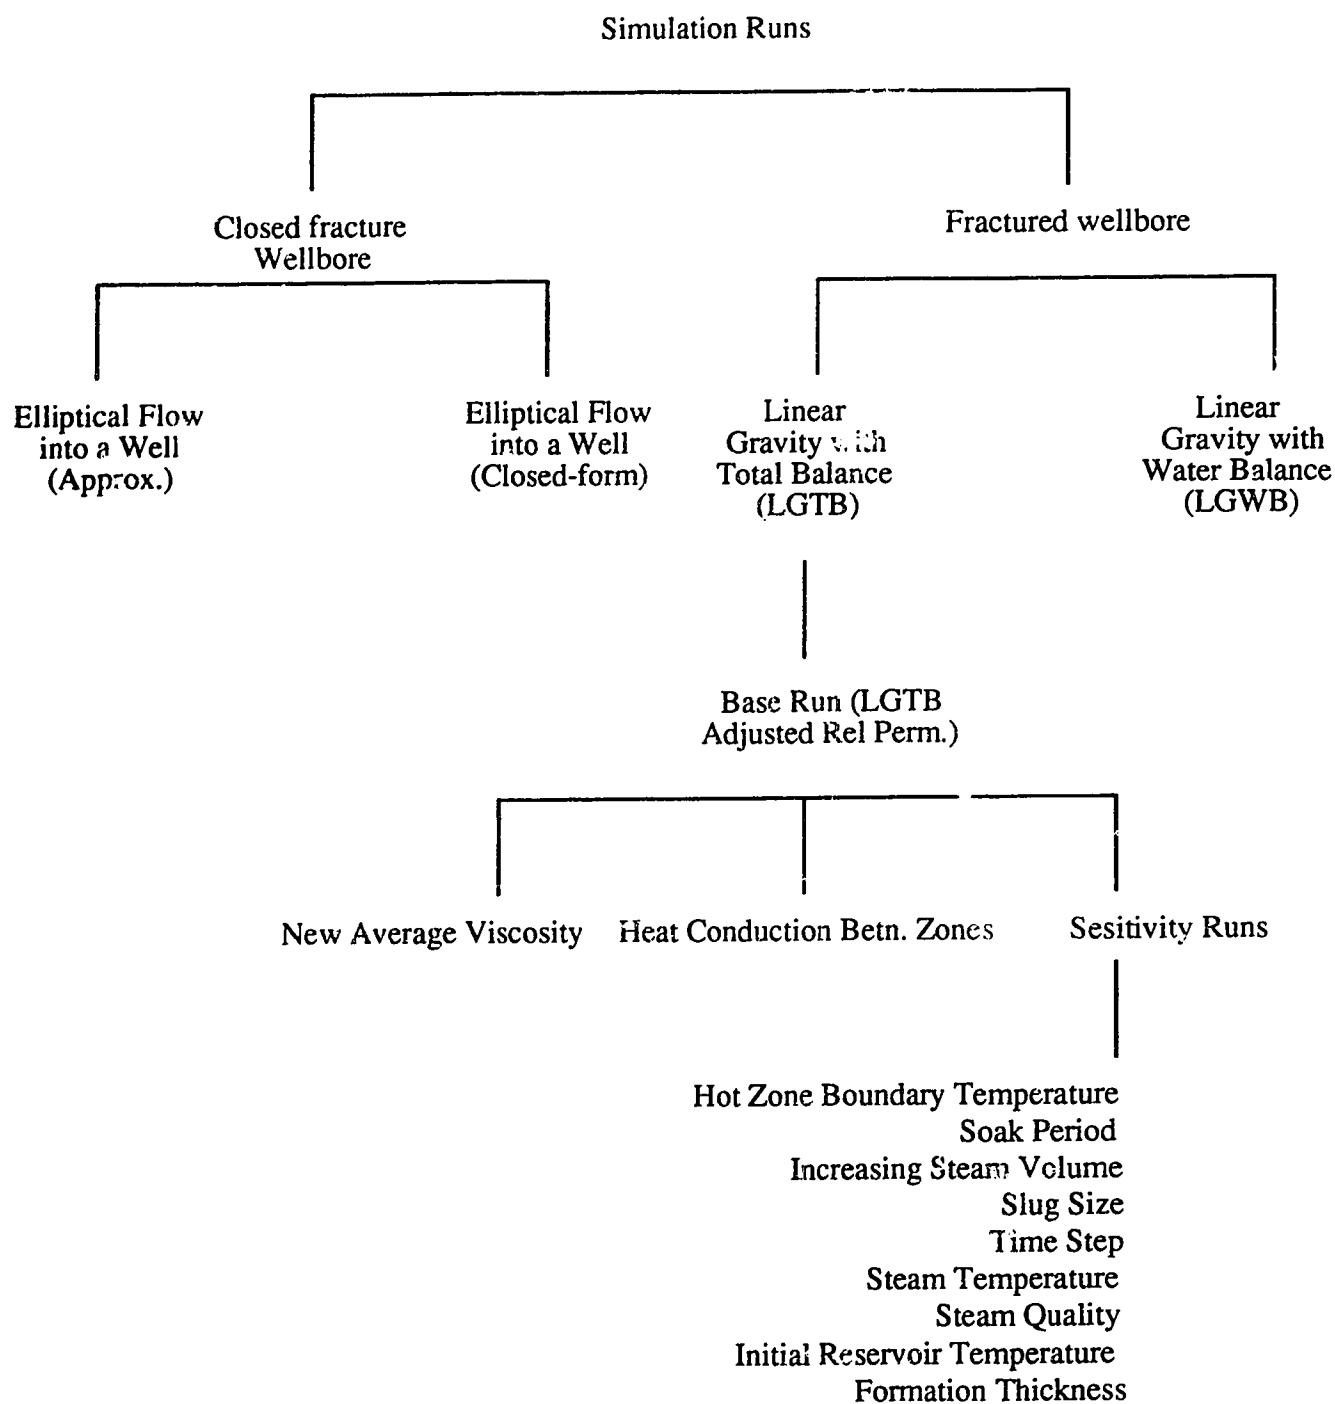 Simulation Runs
Closed fracture
Wellbore
Fractured wellbore
Elliptical Flow
into a Well
(Approx.)
Elliptical Flow
into a Well
(Closed-form)
Linear
Gravity with
Total Balance
(LGTB)
Linear
Gravity with
Water Balance
(LGWB)
Base Run (LGTB
Adjusted Rel Perm.)
New Average Viscosity
Heat Conduction Betn. Zones
Sesitivity Runs
Hot Zone Boundary Temperature
Soak Period
Increasing Steam Volume
Slug Size
Time Step
Steam Temperature
Steam Quality
Initial Reservoir Temperature
Formation Thickness